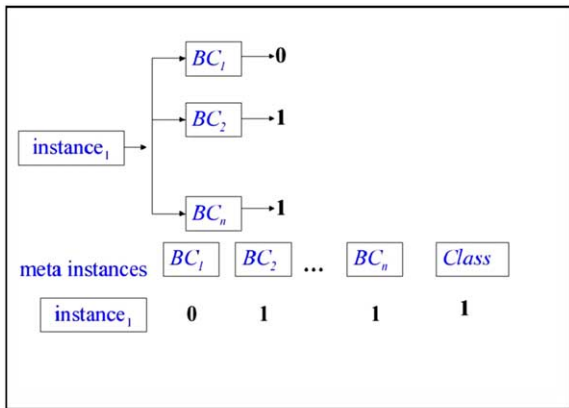 BC₁ 0
BC₂ 1
instance₁
BCₙ 1
meta instances BC₁ BC₂ ... BCₙ Class
instance₁ 0 1 1 1